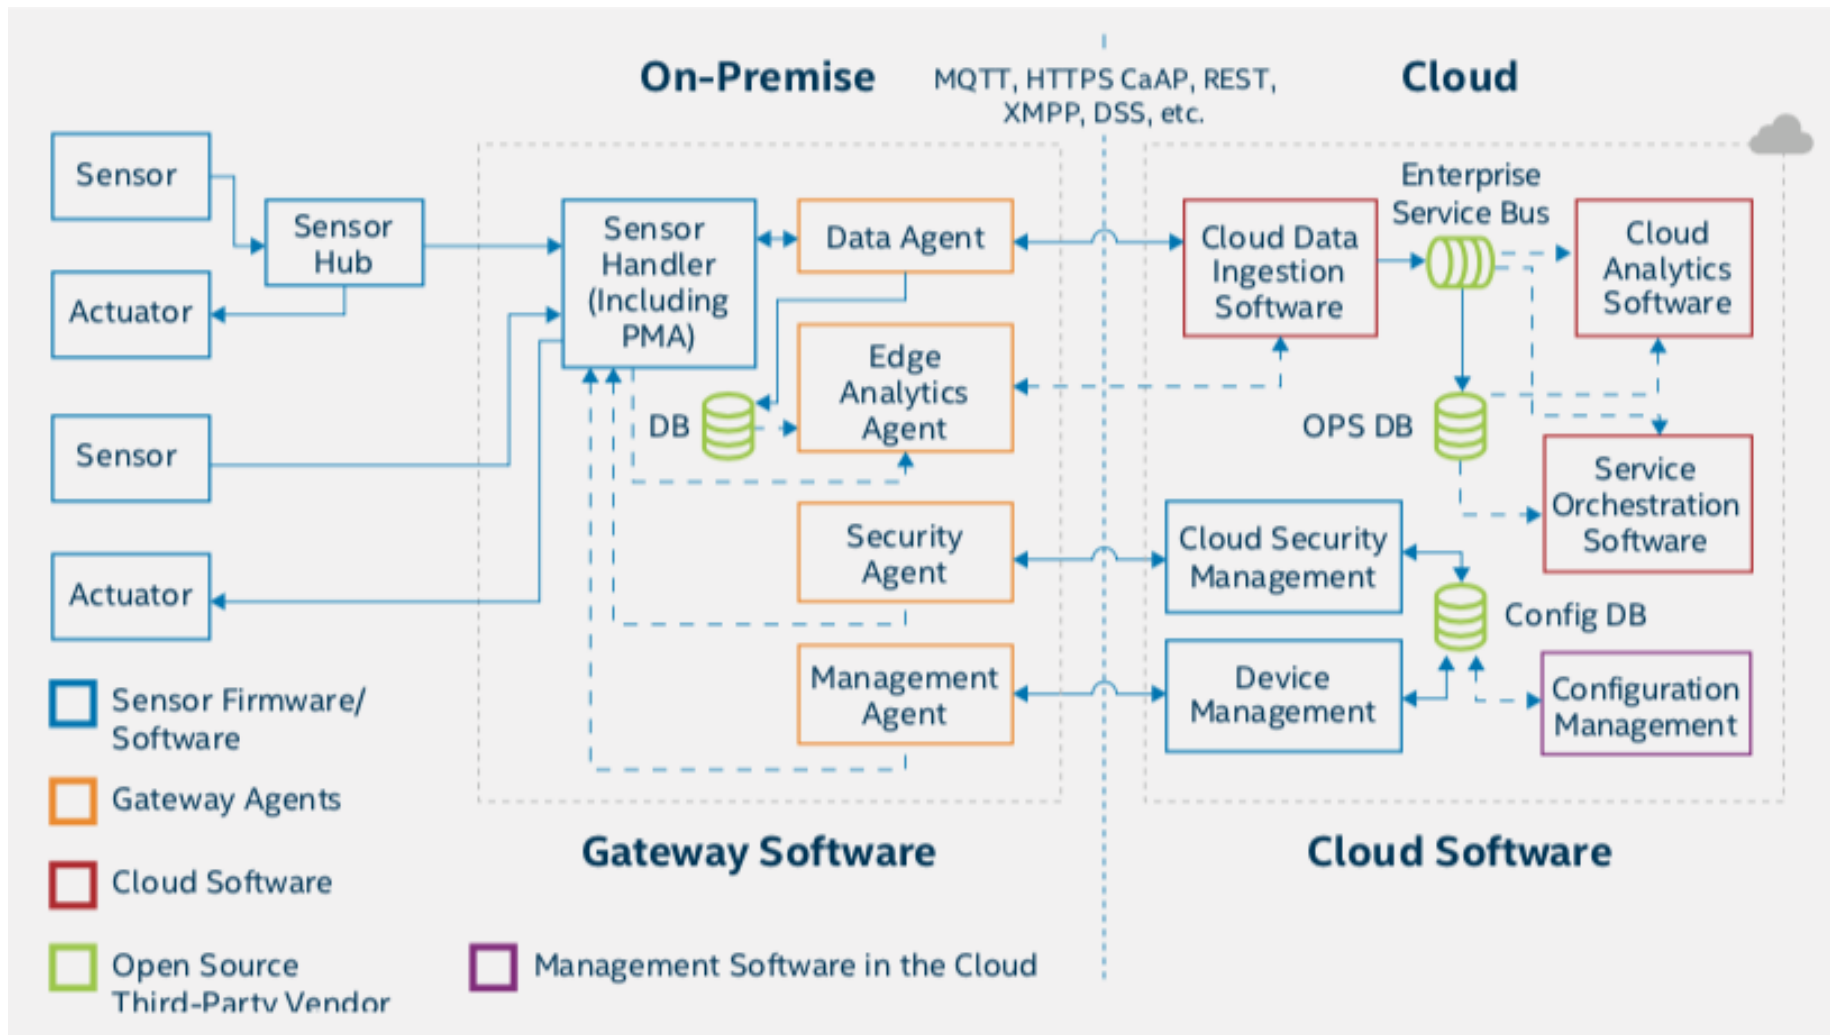 On-Premise
MQTT, HTTPS CaAP, REST,
XMPP, DSS, etc.
Cloud
Sensor
Actuator
Sensor
Actuator
Sensor
Hub
Sensor
Handler
(Including
PMA)
Data Agent
DB
Edge
Analytics
Agent
Security
Agent
Management
Agent
Cloud Data
Ingestion
Software
Enterprise
Service Bus
Cloud
Analytics
Software
OPS DB
Service
Orchestration
Software
Cloud Security
Management
Config DB
Device
Management
Configuration
Management
Gateway Software
Cloud Software
Sensor Firmware/
Software
Gateway Agents
Cloud Software
Open Source
Third-Party Vendor
Management Software in the Cloud